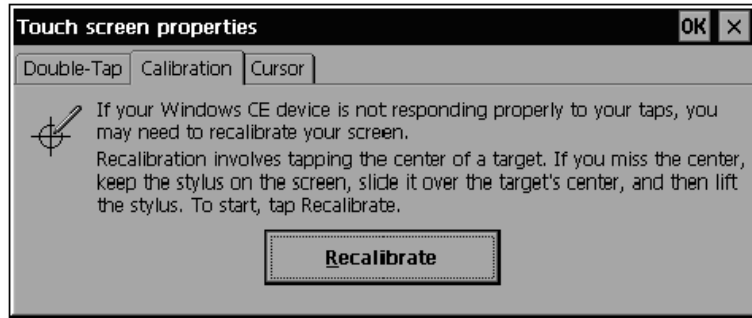 Touch screen properties OK ×
Double-Tap Calibration Cursor
If your Windows CE device is not responding properly to your taps, you
may need to recalibrate your screen.
Recalibration involves tapping the center of a target. If you miss the center,
keep the stylus on the screen, slide it over the target's center, and then lift
the stylus. To start, tap Recalibrate.
Recalibrate